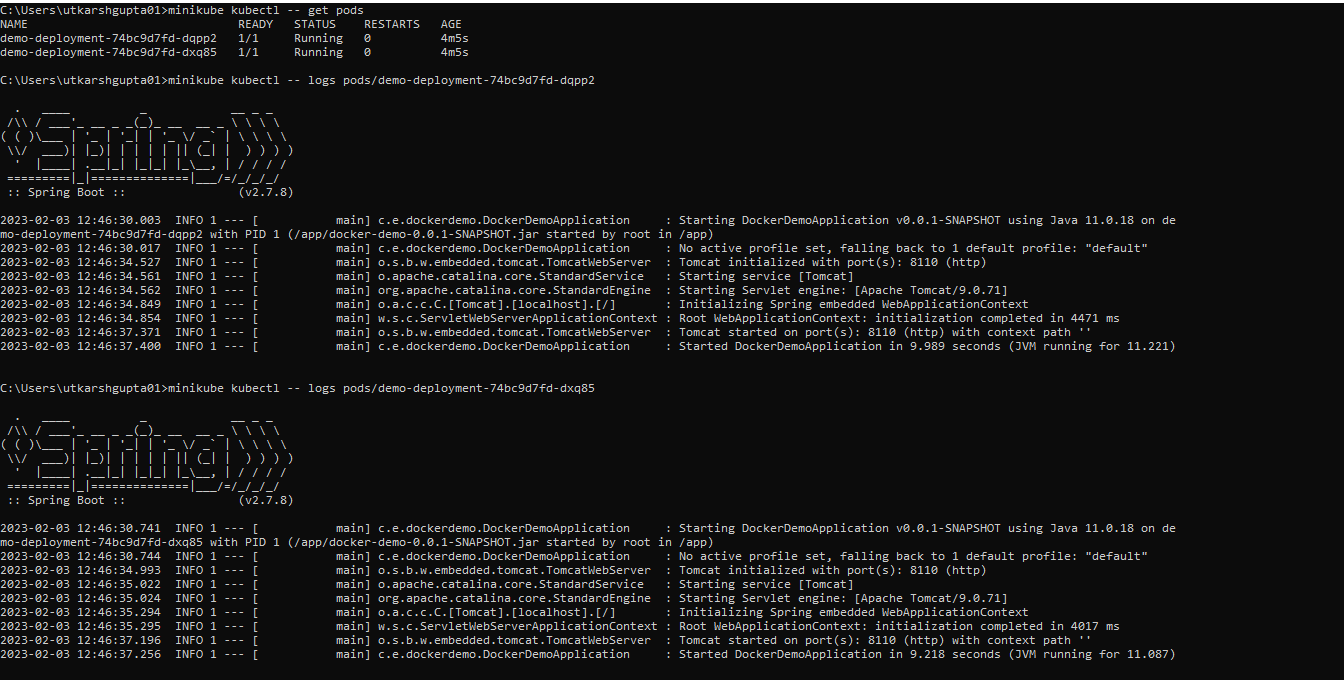 C:\Users\utkarshgupta01>minikube kubectl -- get pods
NAME                              READY   STATUS    RESTARTS   AGE
demo-deployment-74bc9d7fd-dqpp2   1/1     Running   0          4m5s
demo-deployment-74bc9d7fd-dxq85   1/1     Running   0          4m5s
C:\Users\utkarshgupta01>minikube kubectl -- logs pods/demo-deployment-74bc9d7fd-dqpp2
  .   ____          _            __ _ _
 /\\ / ___'_ __ _ _(_)_ __  __ _ \ \ \ \
( ( )\___ | '_ | '_| | '_ \/ _` | \ \ \ \
 \\/  ___)| |_)| | | | | || (_| |  ) ) ) )
  '  |____| .__|_| |_|_| |_\__, | / / / /
 =========|_|==============|___/=/_/_/_/
 :: Spring Boot ::                (v2.7.8)
2023-02-03 12:46:30.003  INFO 1 --- [           main] c.e.dockerdemo.DockerDemoApplication     : Starting DockerDemoApplication v0.0.1-SNAPSHOT using Java 11.0.18 on de
mo-deployment-74bc9d7fd-dqpp2 with PID 1 (/app/docker-demo-0.0.1-SNAPSHOT.jar started by root in /app)
2023-02-03 12:46:30.017  INFO 1 --- [           main] c.e.dockerdemo.DockerDemoApplication     : No active profile set, falling back to 1 default profile: "default"
2023-02-03 12:46:34.527  INFO 1 --- [           main] o.s.b.w.embedded.tomcat.TomcatWebServer  : Tomcat initialized with port(s): 8110 (http)
2023-02-03 12:46:34.561  INFO 1 --- [           main] o.apache.catalina.core.StandardService   : Starting service [Tomcat]
2023-02-03 12:46:34.562  INFO 1 --- [           main] org.apache.catalina.core.StandardEngine  : Starting Servlet engine: [Apache Tomcat/9.0.71]
2023-02-03 12:46:34.849  INFO 1 --- [           main] o.a.c.c.C.[Tomcat].[localhost].[/]       : Initializing Spring embedded WebApplicationContext
2023-02-03 12:46:34.854  INFO 1 --- [           main] w.s.c.ServletWebServerApplicationContext : Root WebApplicationContext: initialization completed in 4471 ms
2023-02-03 12:46:37.371  INFO 1 --- [           main] o.s.b.w.embedded.tomcat.TomcatWebServer  : Tomcat started on port(s): 8110 (http) with context path ''
2023-02-03 12:46:37.400  INFO 1 --- [           main] c.e.dockerdemo.DockerDemoApplication     : Started DockerDemoApplication in 9.989 seconds (JVM running for 11.221)
C:\Users\utkarshgupta01>minikube kubectl -- logs pods/demo-deployment-74bc9d7fd-dxq85
  .   ____          _            __ _ _
 /\\ / ___'_ __ _ _(_)_ __  __ _ \ \ \ \
( ( )\___ | '_ | '_| | '_ \/ _` | \ \ \ \
 \\/  ___)| |_)| | | | | || (_| |  ) ) ) )
  '  |____| .__|_| |_|_| |_\__, | / / / /
 =========|_|==============|___/=/_/_/_/
 :: Spring Boot ::                (v2.7.8)
2023-02-03 12:46:30.741  INFO 1 --- [           main] c.e.dockerdemo.DockerDemoApplication     : Starting DockerDemoApplication v0.0.1-SNAPSHOT using Java 11.0.18 on de
mo-deployment-74bc9d7fd-dxq85 with PID 1 (/app/docker-demo-0.0.1-SNAPSHOT.jar started by root in /app)
2023-02-03 12:46:30.744  INFO 1 --- [           main] c.e.dockerdemo.DockerDemoApplication     : No active profile set, falling back to 1 default profile: "default"
2023-02-03 12:46:34.993  INFO 1 --- [           main] o.s.b.w.embedded.tomcat.TomcatWebServer  : Tomcat initialized with port(s): 8110 (http)
2023-02-03 12:46:35.022  INFO 1 --- [           main] o.apache.catalina.core.StandardService   : Starting service [Tomcat]
2023-02-03 12:46:35.024  INFO 1 --- [           main] org.apache.catalina.core.StandardEngine  : Starting Servlet engine: [Apache Tomcat/9.0.71]
2023-02-03 12:46:35.294  INFO 1 --- [           main] o.a.c.c.C.[Tomcat].[localhost].[/]       : Initializing Spring embedded WebApplicationContext
2023-02-03 12:46:35.295  INFO 1 --- [           main] w.s.c.ServletWebServerApplicationContext : Root WebApplicationContext: initialization completed in 4017 ms
2023-02-03 12:46:37.196  INFO 1 --- [           main] o.s.b.w.embedded.tomcat.TomcatWebServer  : Tomcat started on port(s): 8110 (http) with context path ''
2023-02-03 12:46:37.256  INFO 1 --- [           main] c.e.dockerdemo.DockerDemoApplication     : Started DockerDemoApplication in 9.218 seconds (JVM running for 11.087)